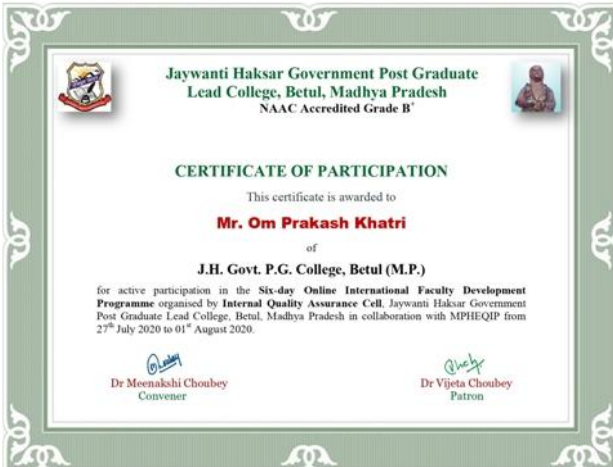 Jaywanti Haksar Government Post Graduate
Lead College, Betul, Madhya Pradesh
NAAC Accredited Grade B+
CERTIFICATE OF PARTICIPATION
This certificate is awarded to
Mr. Om Prakash Khatri
of
J.H. Govt. P.G. College, Betul (M.P.)
for active participation in the Six-day Online International Faculty Development
Programme organised by Internal Quality Assurance Cell, Jaywanti Haksar Government
Post Graduate Lead College, Betul, Madhya Pradesh in collaboration with MPHEQIP from
27th July 2020 to 01st August 2020.
Dr Meenakshi Choubey
Convener
Dr Vijeta Choubey
Patron